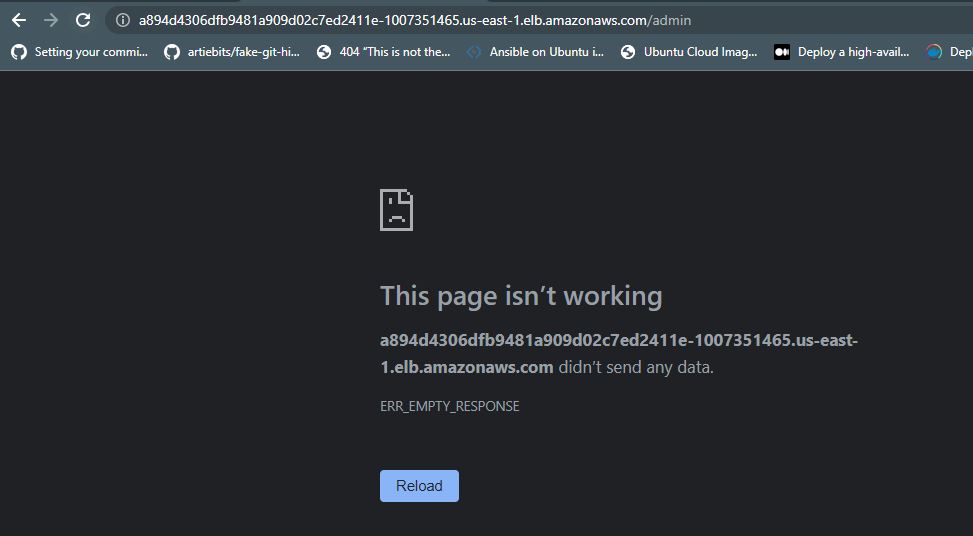 a894d4306dfb9481a909d02c7ed2411e-1007351465.us-east-1.elb.amazonaws.com/admin
Setting your commi... artiebits/fake-git-hi... 404 “This is not the... Ansible on Ubuntu i... Ubuntu Cloud Imag... Deploy a high-avail... Dep
This page isn’t working
a894d4306dfb9481a909d02c7ed2411e-1007351465.us-east-
1.elb.amazonaws.com didn’t send any data.
ERR_EMPTY_RESPONSE
Reload